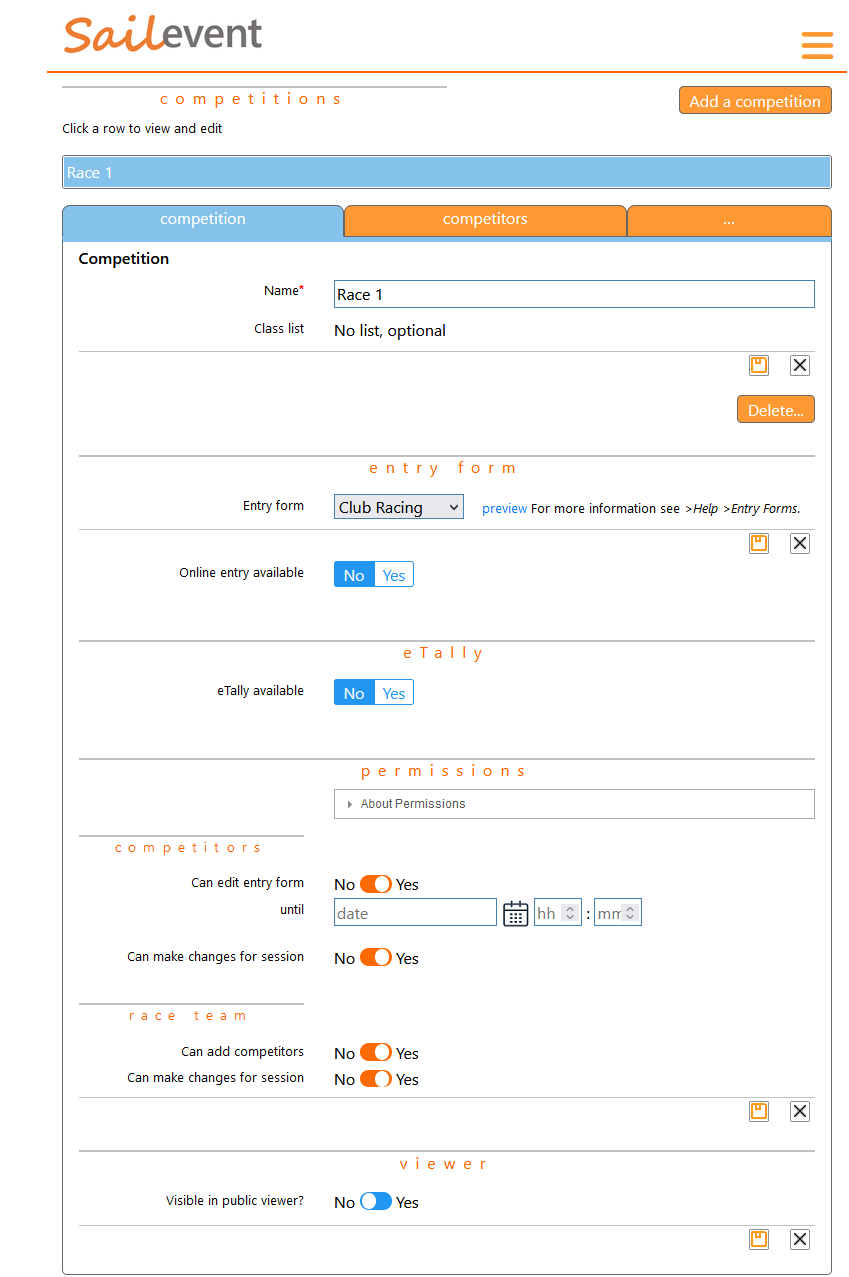 Sailevent
competitions
Add a competition
Click a row to view and edit
Race 1
competition competitors ...
Competition
Name* Race 1
Class list No list, optional
Delete...
entry form
Entry form Club Racing preview For more information see >Help >Entry Forms.
Online entry available No Yes
eTally
eTally available No Yes
permissions
About Permissions
competitors
Can edit entry form No Yes
until date hh : mm
Can make changes for session No Yes
race team
Can add competitors No Yes
Can make changes for session No Yes
viewer
Visible in public viewer? No Yes